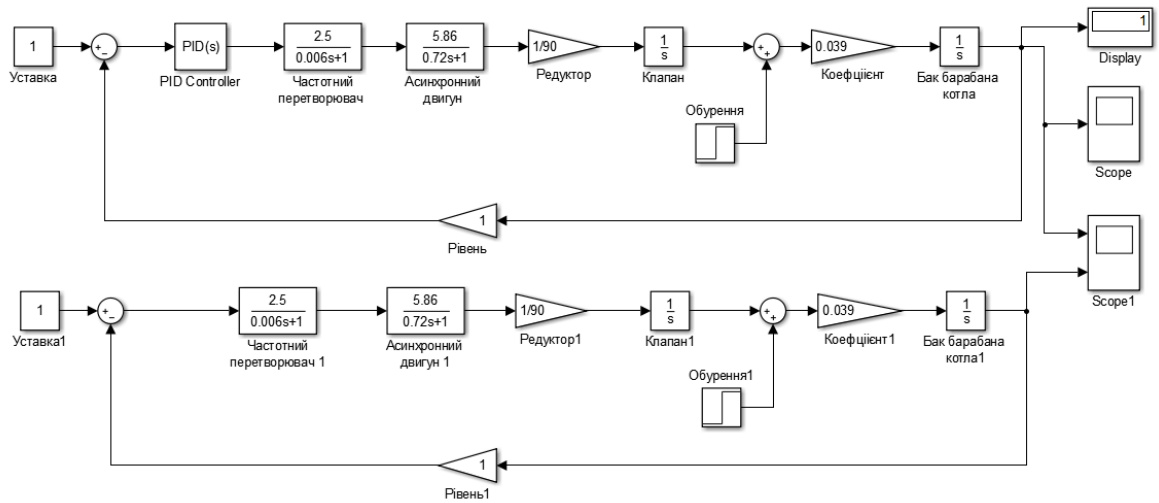 1
Уставка
+
−
PID(s)
PID Controller
2.5
0.006s+1
Частотний
перетворювач
5.86
0.72s+1
Асинхронний
двигун
1/90
Редуктор
1
s
Клапан
+
+
Обурення
0.039
Коефціієнт
1
s
Бак барабана
котла
1
Display
Scope
1
Рівень
Scope1
1
Уставка1
+
−
2.5
0.006s+1
Частотний
перетворювач 1
5.86
0.72s+1
Асинхронний
двигун 1
1/90
Редуктор1
1
s
Клапан1
+
+
Обурення1
0.039
Коефціієнт1
1
s
Бак барабана
котла1
1
Рівень1